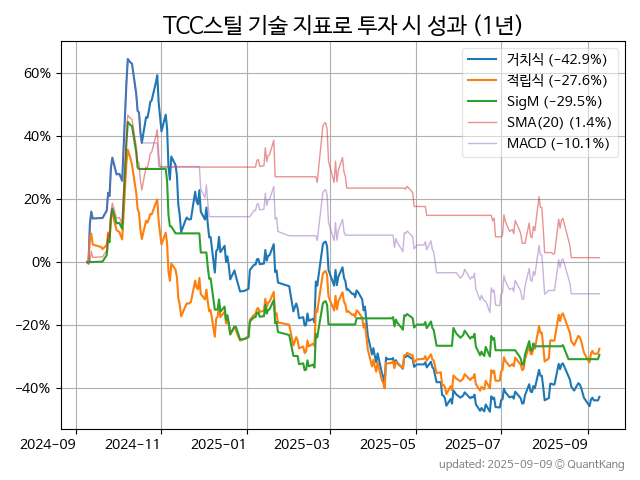 TCC스틸 기술 지표로 투자 시 성과 (1년)
거치식 (−42.9%)
적립식 (−27.6%)
SigM (−29.5%)
SMA(20) (1.4%)
MACD (−10.1%)
60%
40%
20%
0%
−20%
−40%
2024-09 2024-11 2025-01 2025-03 2025-05 2025-07 2025-09
updated: 2025-09-09 © QuantKang